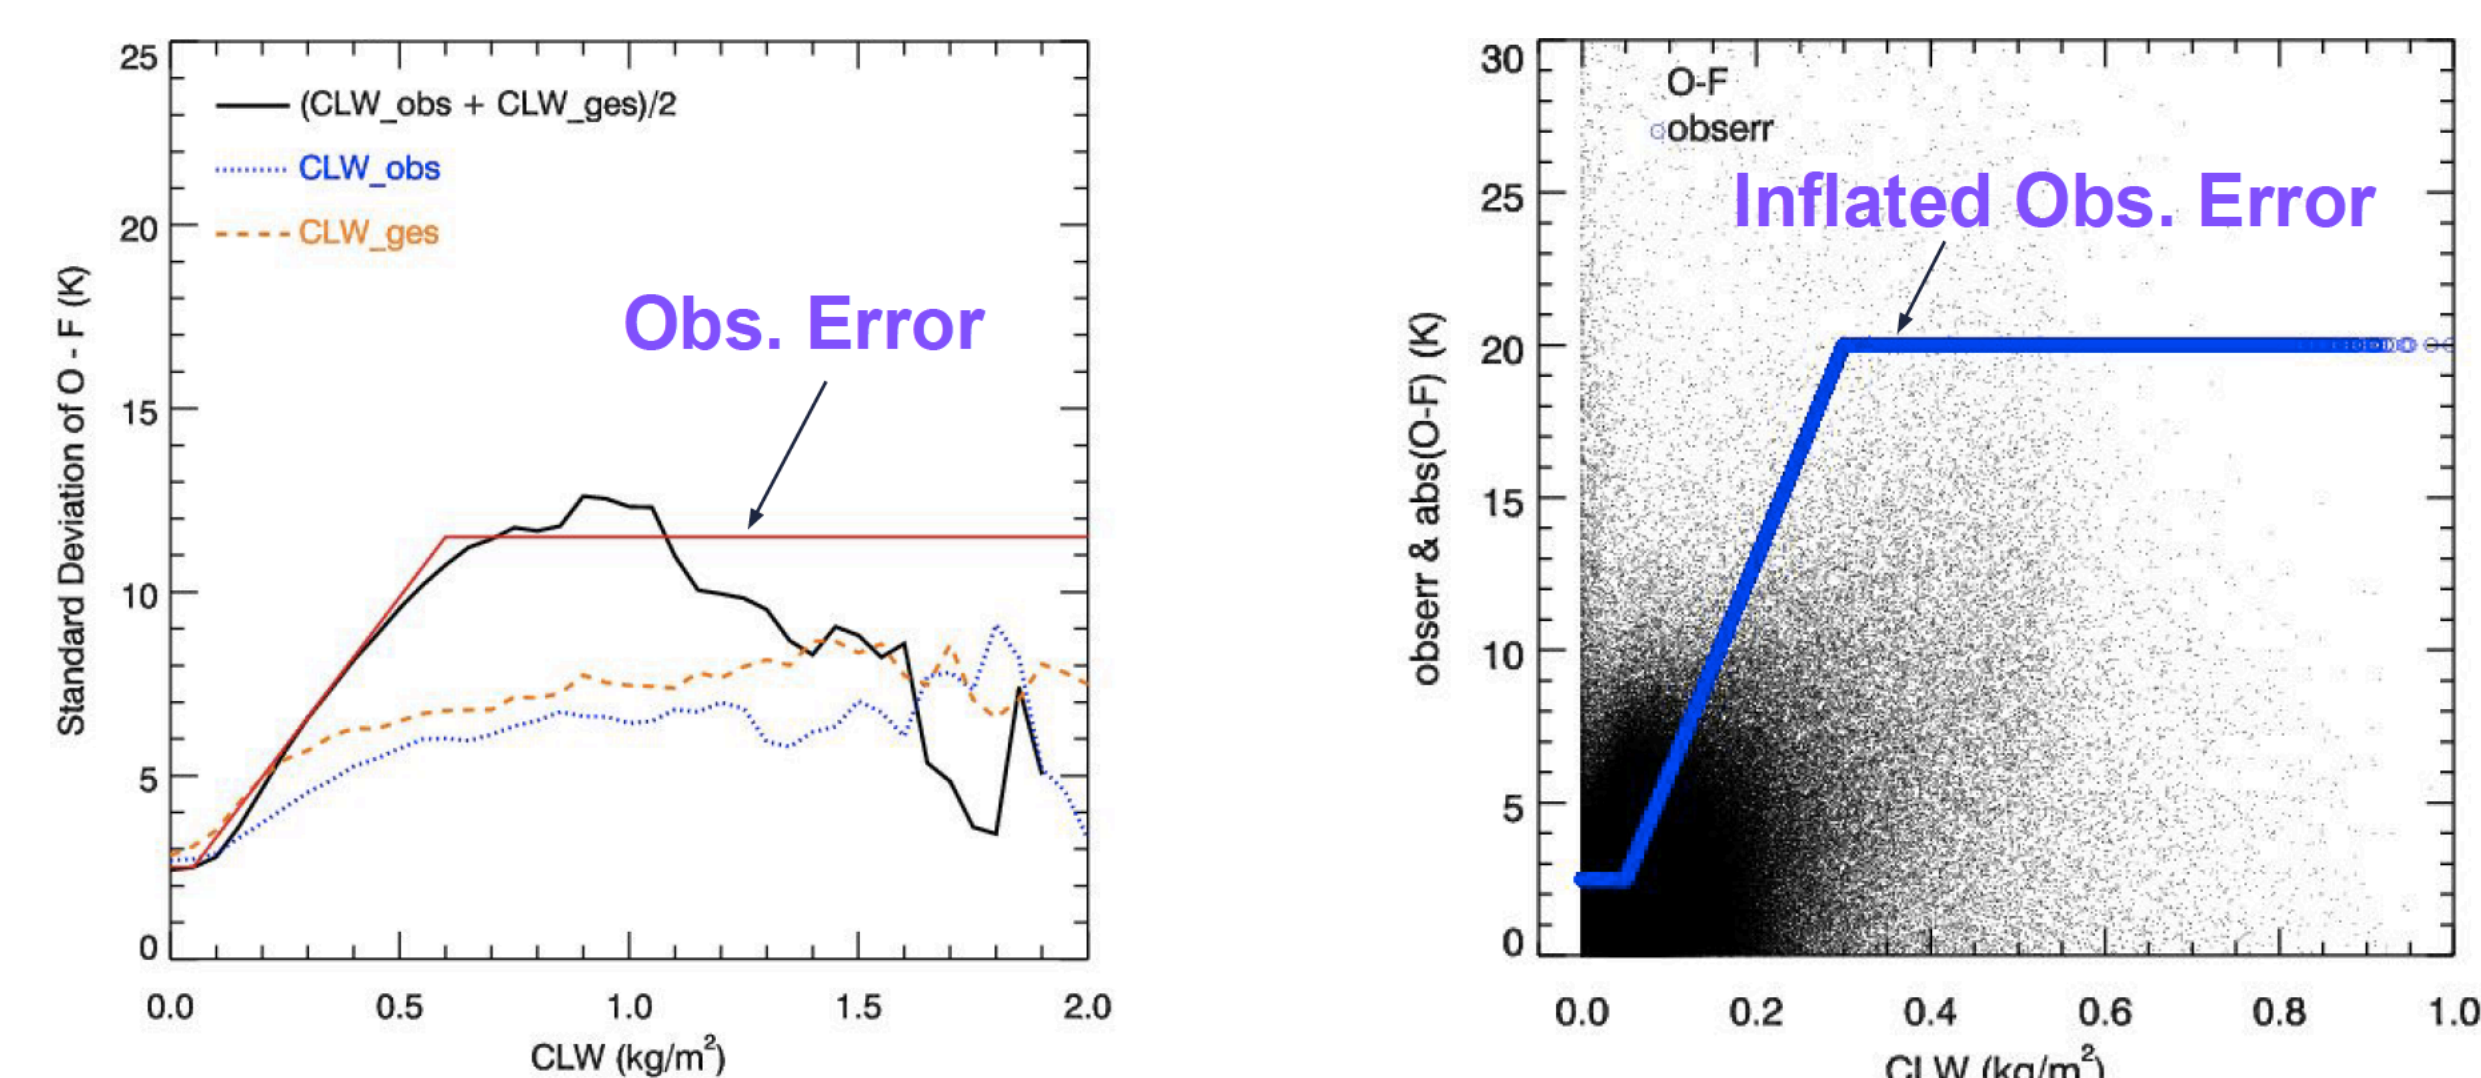 25
20
15
10
5
0
Standard Deviation of O - F (K)
(CLW_obs + CLW_ges)/2
CLW_obs
CLW_ges
Obs. Error
0.0 0.5 1.0 1.5 2.0
CLW (kg/m²)
30
25
20
15
10
5
0
obserr & abs(O-F) (K)
O-F
obserr
Inflated Obs. Error
0.0 0.2 0.4 0.6 0.8 1.0
CLW (kg/m²)